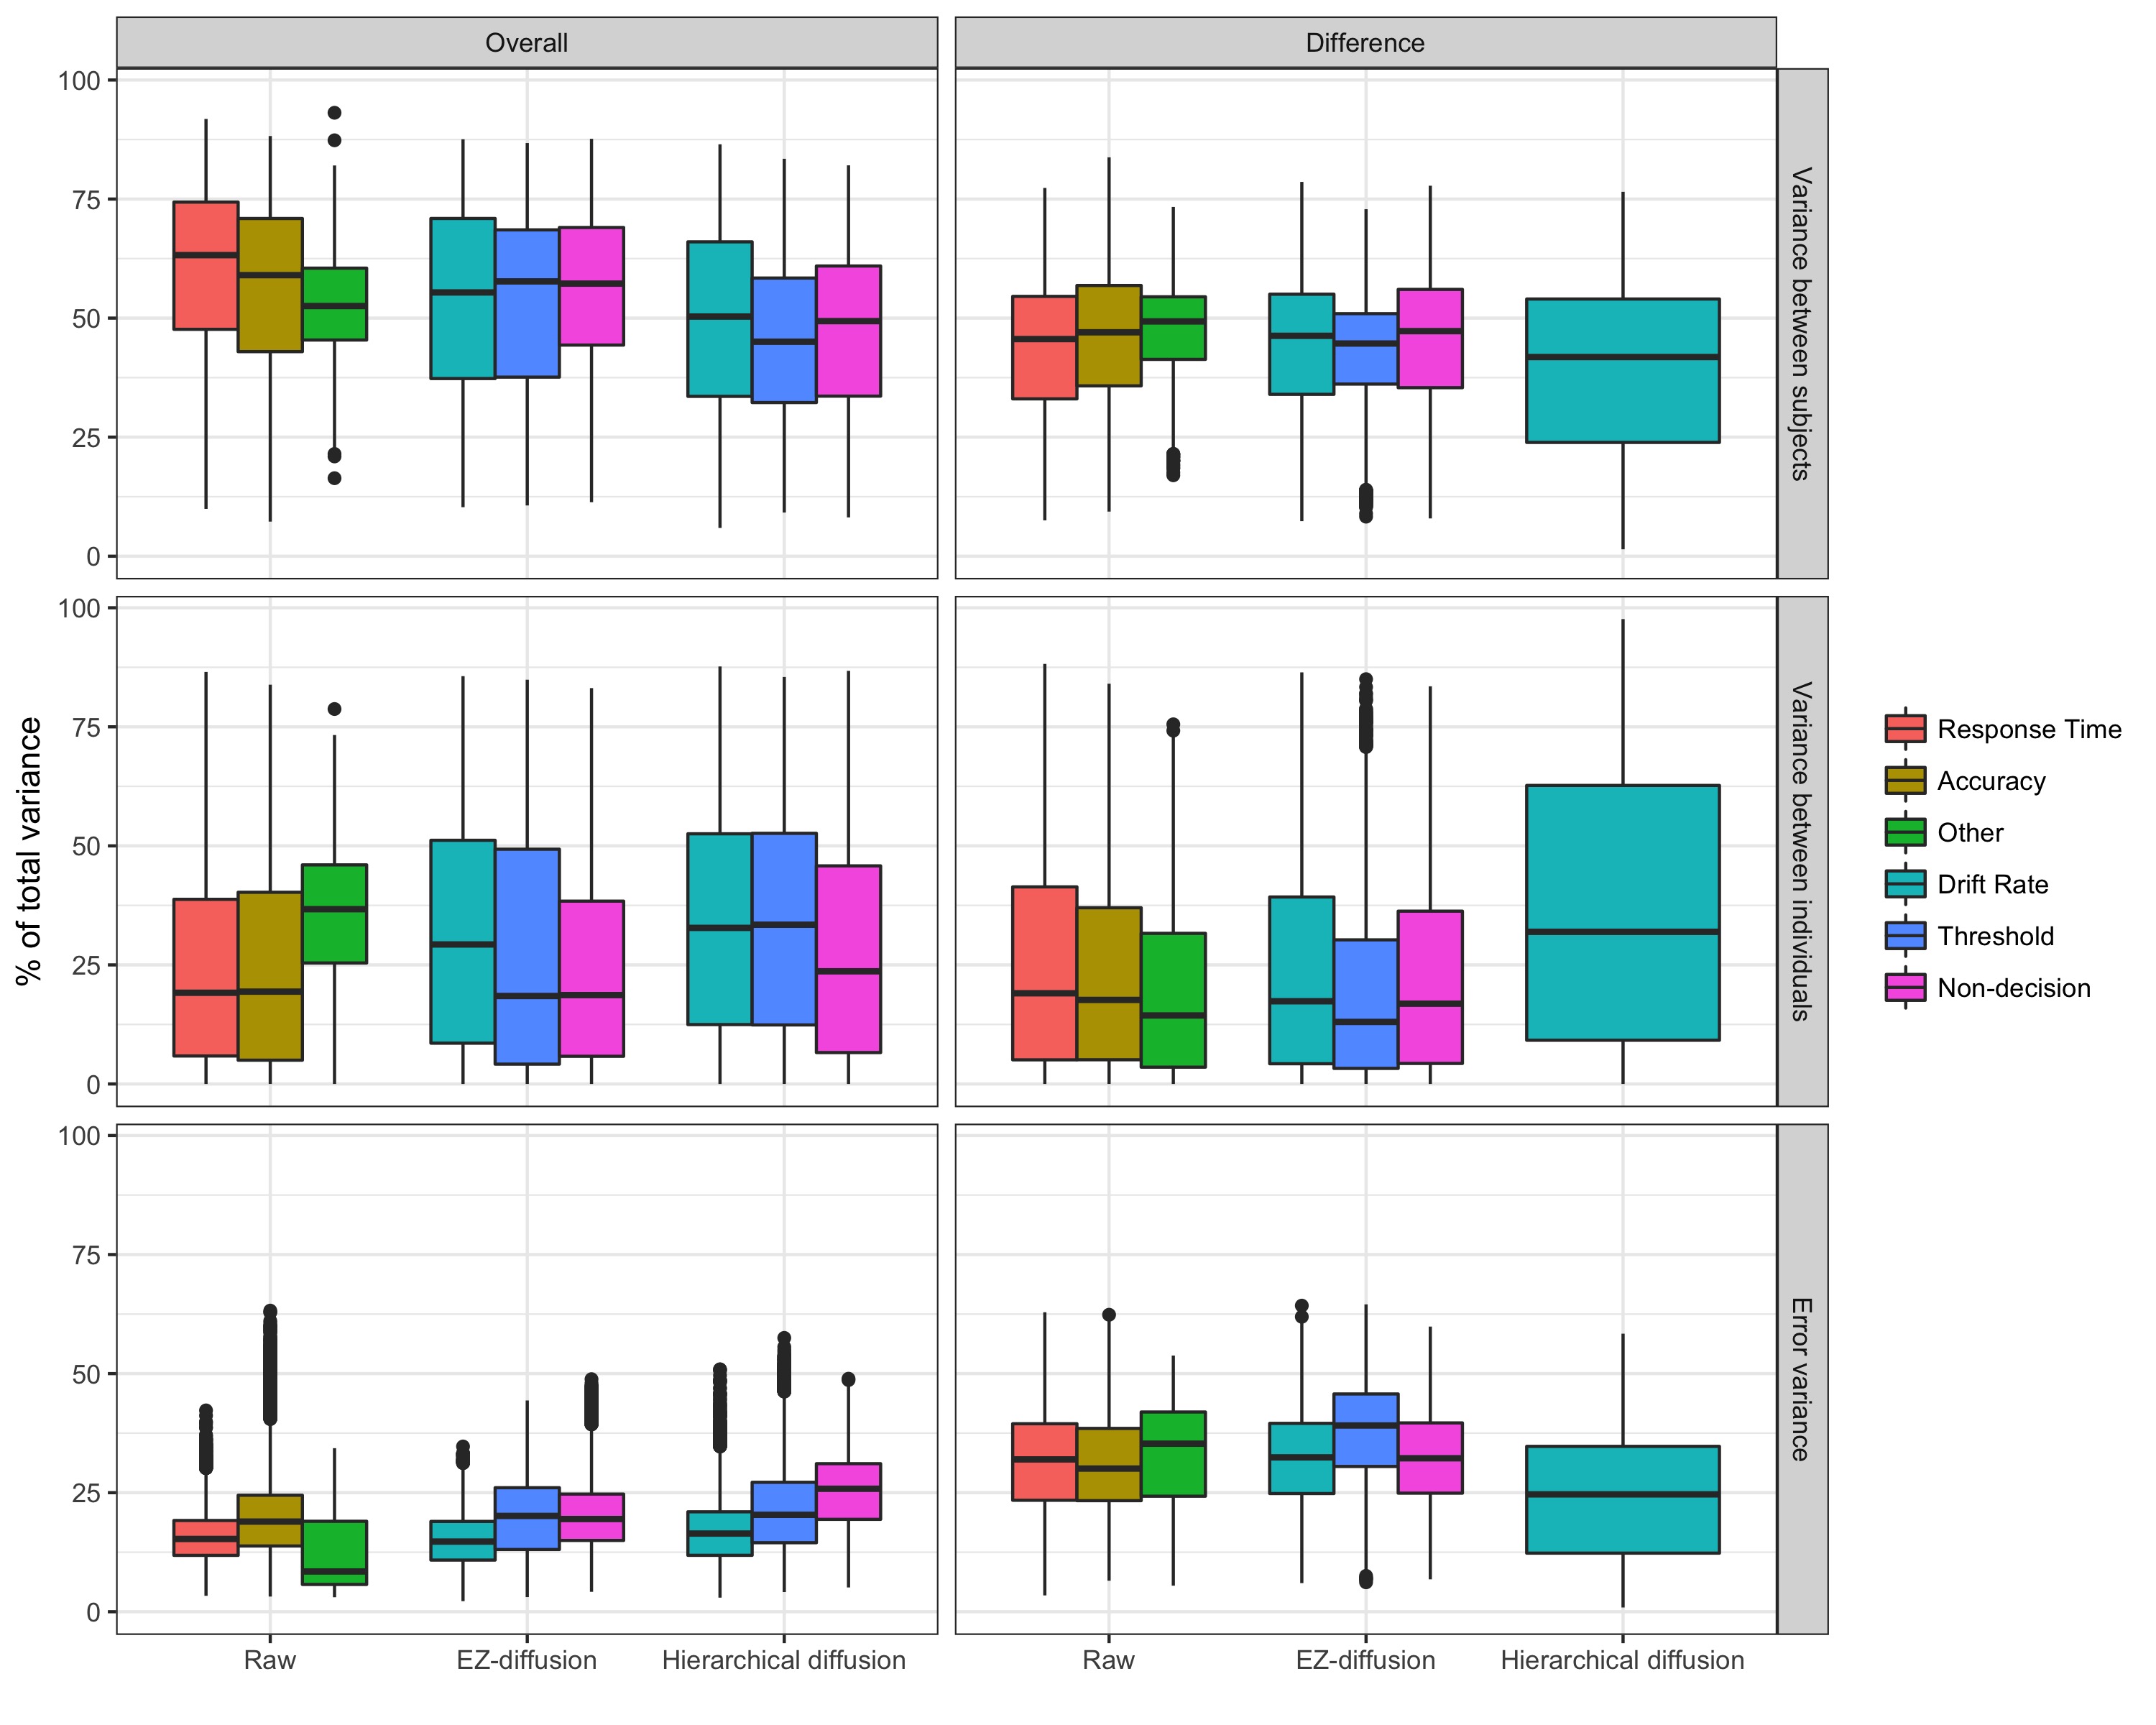 Overall
Difference
100
75
50
25
0
Variance between subjects
100
75
50
25
0
Variance between individuals
100
75
50
25
0
Error variance
% of total variance
Raw
EZ-diffusion
Hierarchical diffusion
Raw
EZ-diffusion
Hierarchical diffusion
Response Time
Accuracy
Other
Drift Rate
Threshold
Non-decision